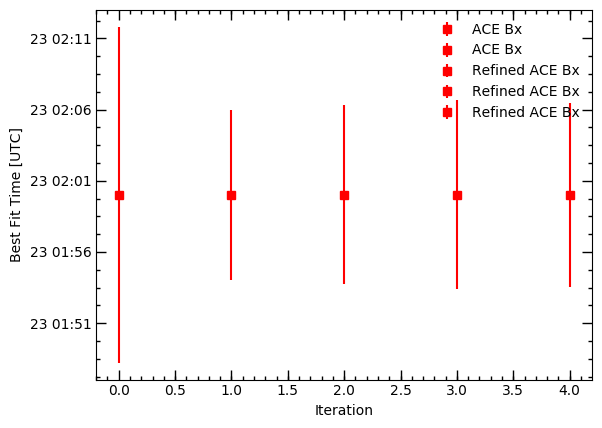 23 02:11
23 02:06
23 02:01
23 01:56
23 01:51
Best Fit Time [UTC]
ACE Bx
ACE Bx
Refined ACE Bx
Refined ACE Bx
Refined ACE Bx
0.0 0.5 1.0 1.5 2.0 2.5 3.0 3.5 4.0
Iteration